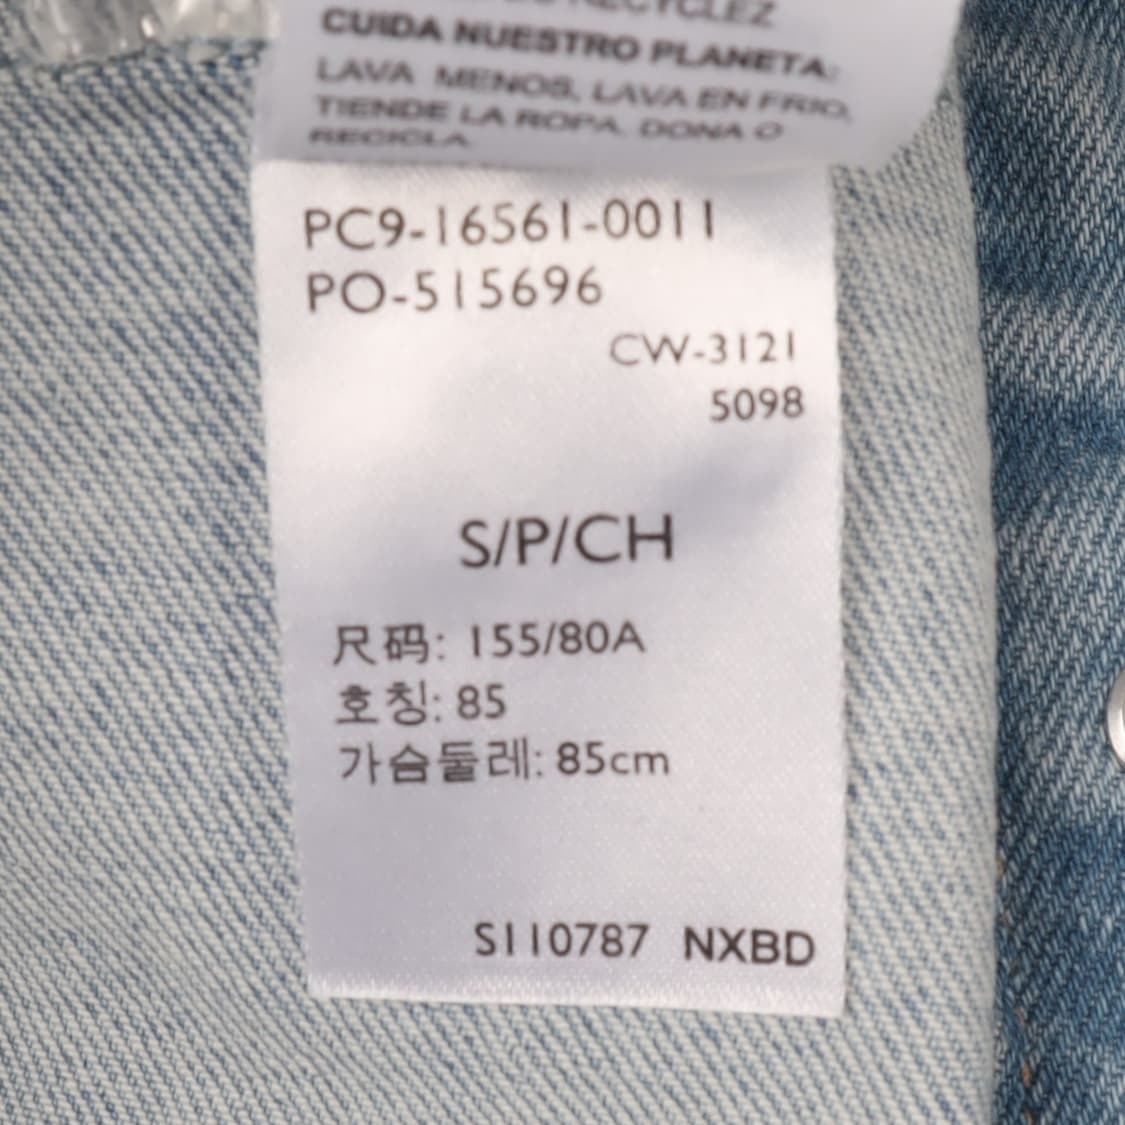 RECYCLEZ
CUIDA NUESTRO PLANETA:
LAVA MENOS, LAVA EN FRIO,
TIENDE LA ROPA. DONA O
RECICLA
PC9-16561-0011
PO-515696
CW-3121
5098
S/P/CH
尺码: 155/80A
호칭: 85
가슴둘레: 85cm
S110787 NXBD